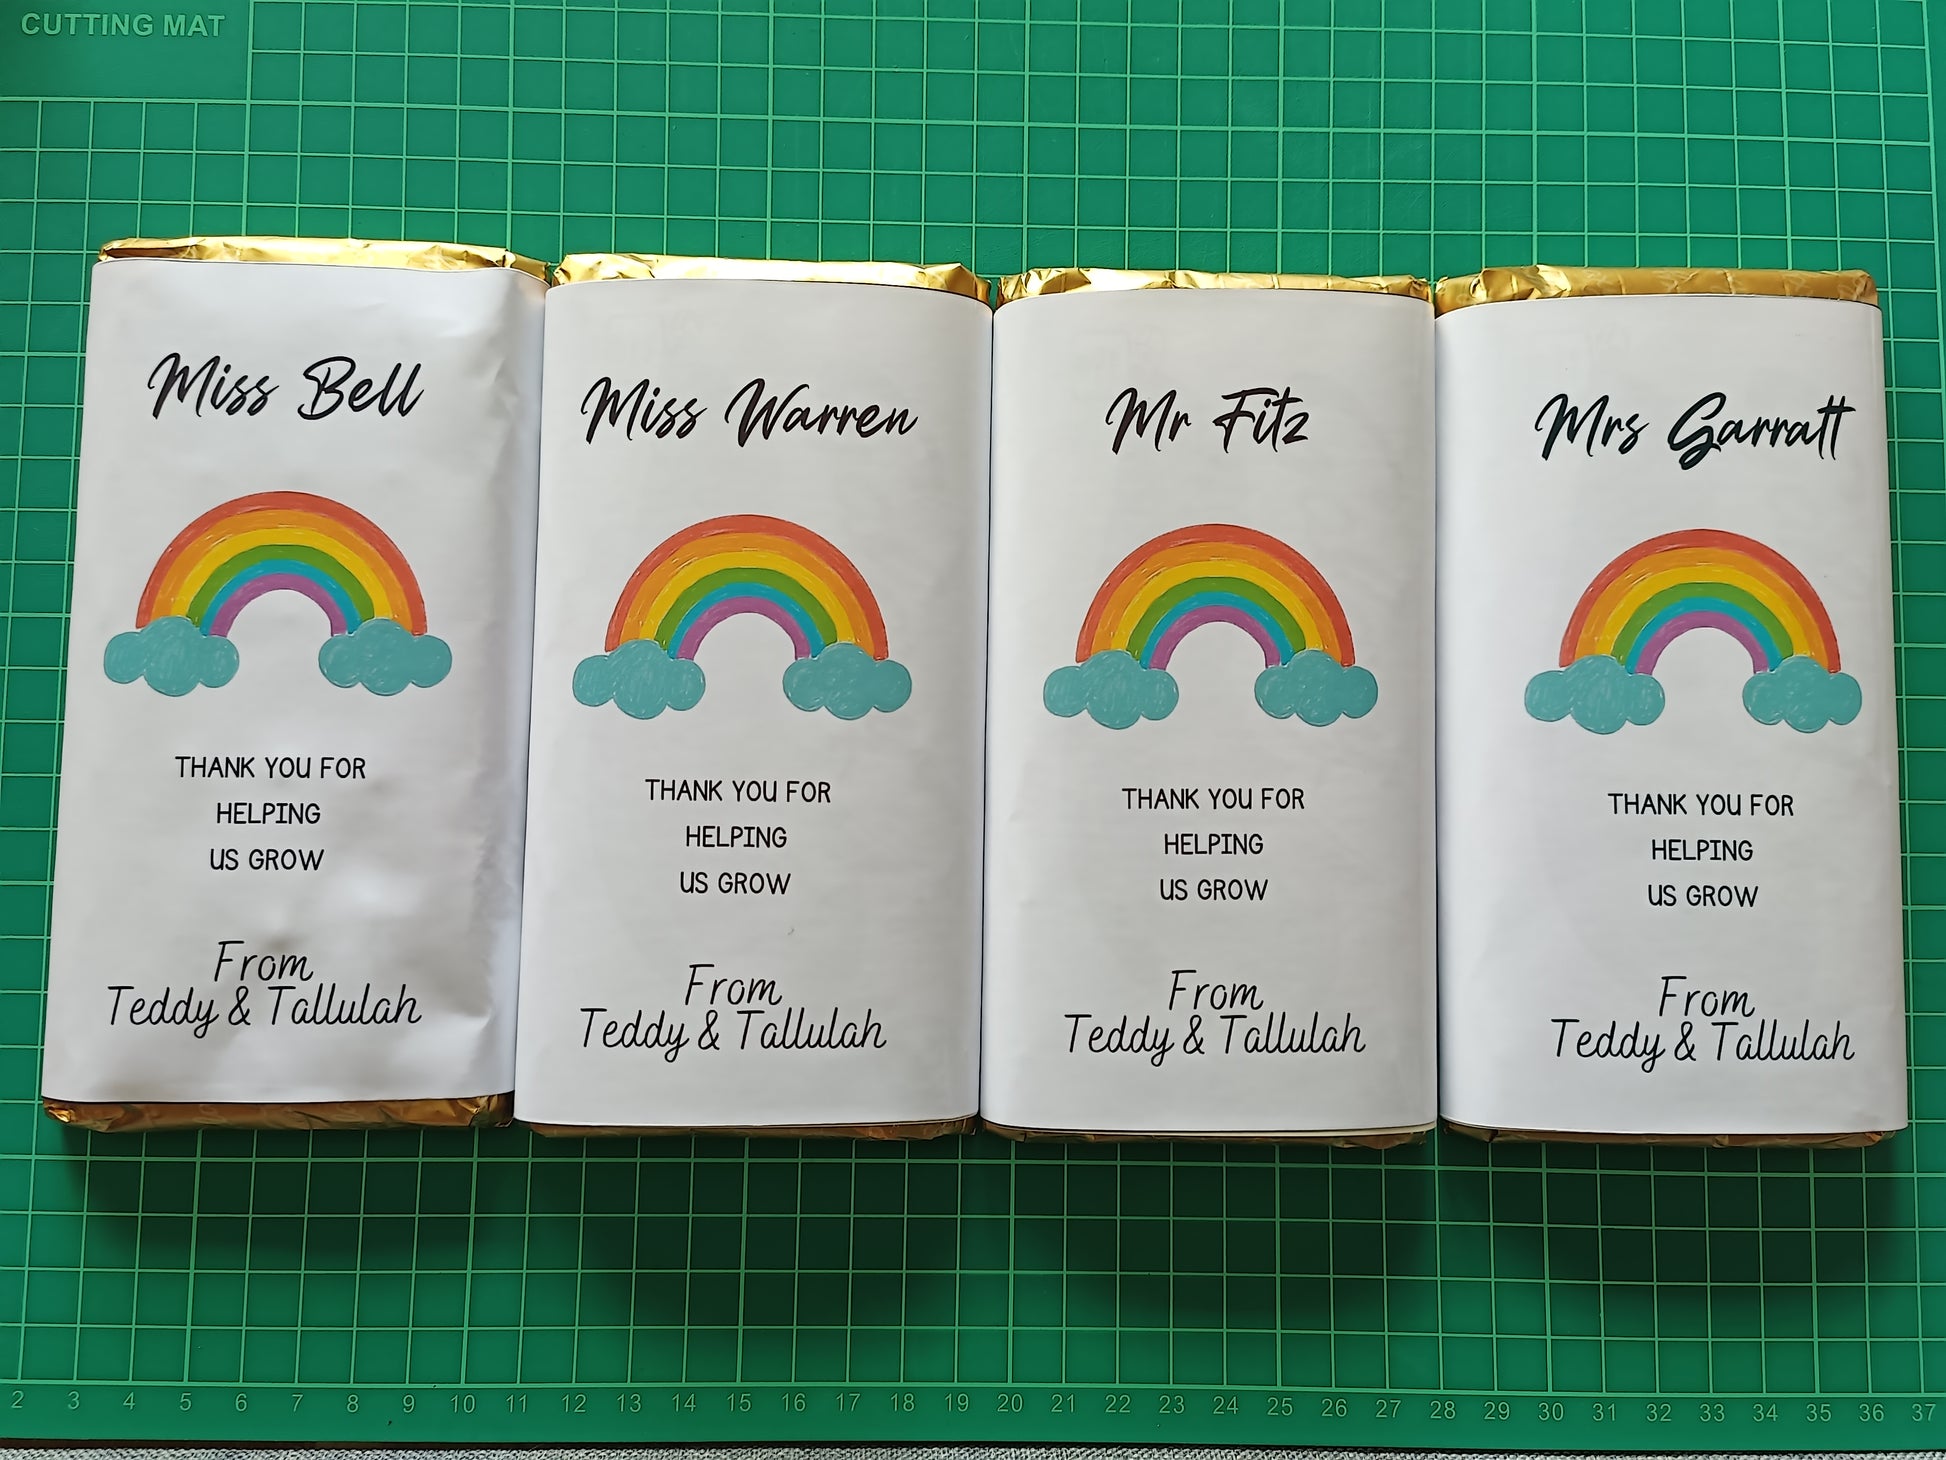 CUTTING MAT
Miss Bell
THANK YOU FOR
HELPING
US GROW
From
Teddy & Tallulah
Miss Warren
THANK YOU FOR
HELPING
US GROW
From
Teddy & Tallulah
Mr Fitz
THANK YOU FOR
HELPING
US GROW
From
Teddy & Tallulah
Mrs Garratt
THANK YOU FOR
HELPING
US GROW
From
Teddy & Tallulah
2 3 4 5 6 7 8 9 10 11 12 13 14 15 16 17 18 19 20 21 22 23 24 25 26 27 28 29 30 31 32 33 34 35 36 37